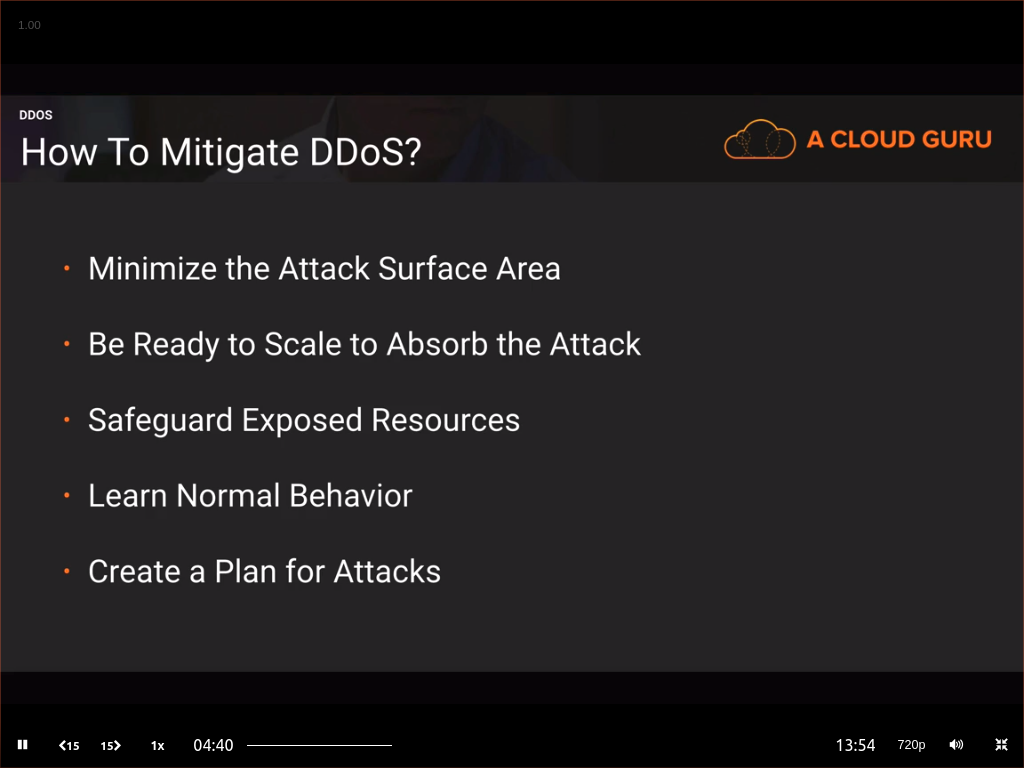 1.00
DDOS
How To Mitigate DDoS?
A CLOUD GURU
• Minimize the Attack Surface Area
• Be Ready to Scale to Absorb the Attack
• Safeguard Exposed Resources
• Learn Normal Behavior
• Create a Plan for Attacks
15 15 1x 04:40 13:54 720p